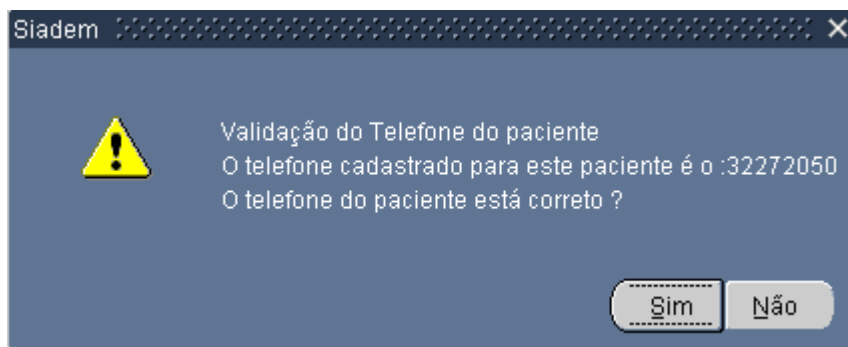 Siadem
Validação do Telefone do paciente
O telefone cadastrado para este paciente é o :32272050
O telefone do paciente está correto ?
Sim Não